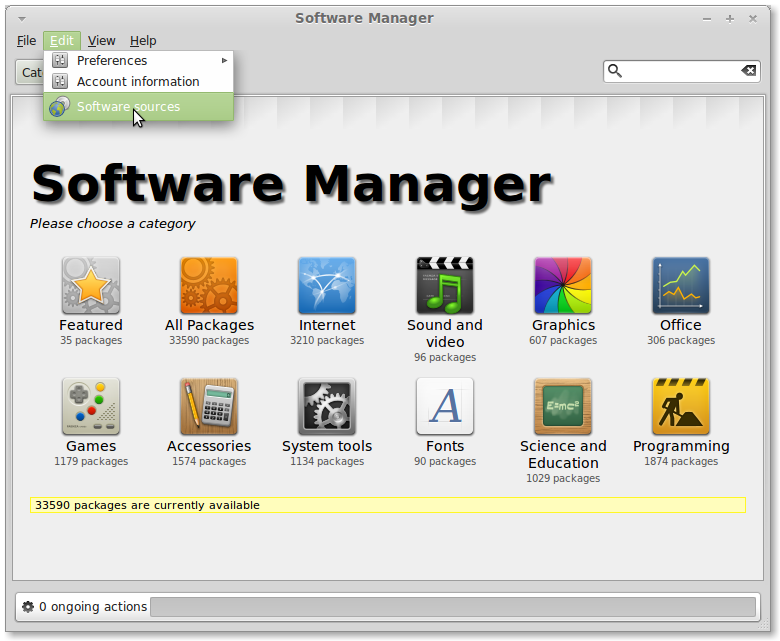 Software Manager
File Edit View Help
Preferences
Account information
Software sources
Cat
Software Manager
Please choose a category
Featured
35 packages
All Packages
33590 packages
Internet
3210 packages
Sound and
video
96 packages
Graphics
607 packages
Office
306 packages
Games
1179 packages
Accessories
1574 packages
System tools
1134 packages
A
Fonts
90 packages
E=mc²
Science and
Education
1029 packages
Programming
1874 packages
33590 packages are currently available
0 ongoing actions